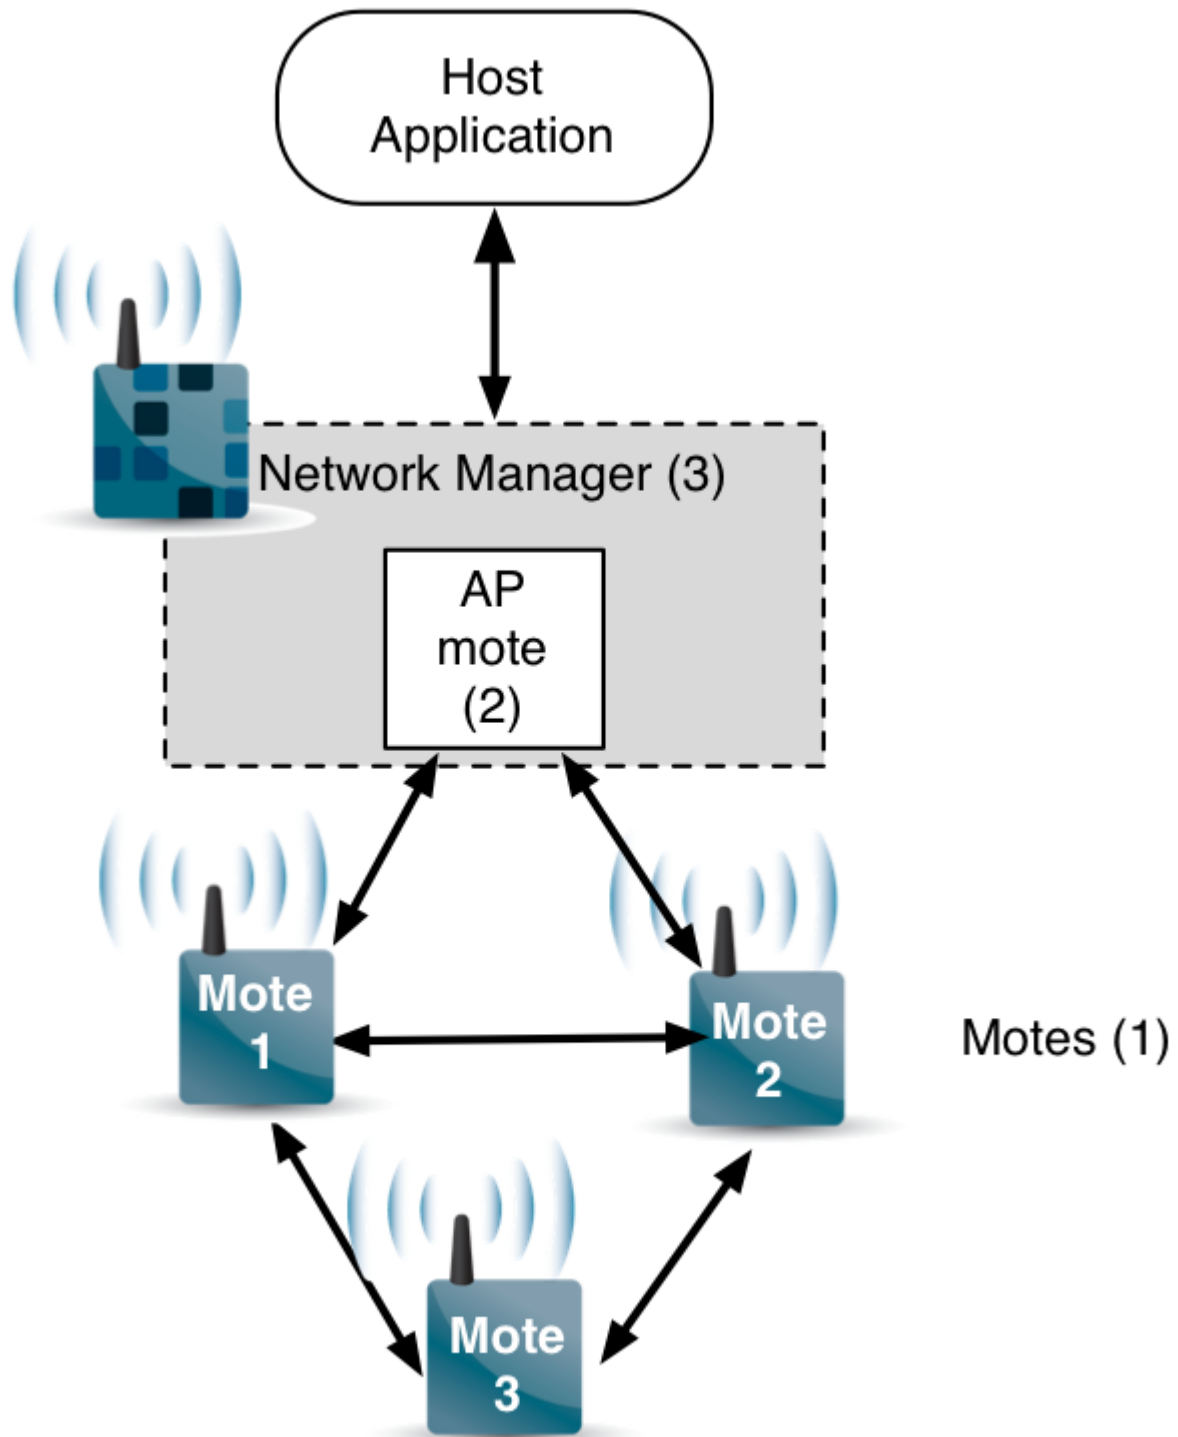 Host
Application
Network Manager (3)
AP
mote
(2)
Mote
1
Mote
2
Motes (1)
Mote
3